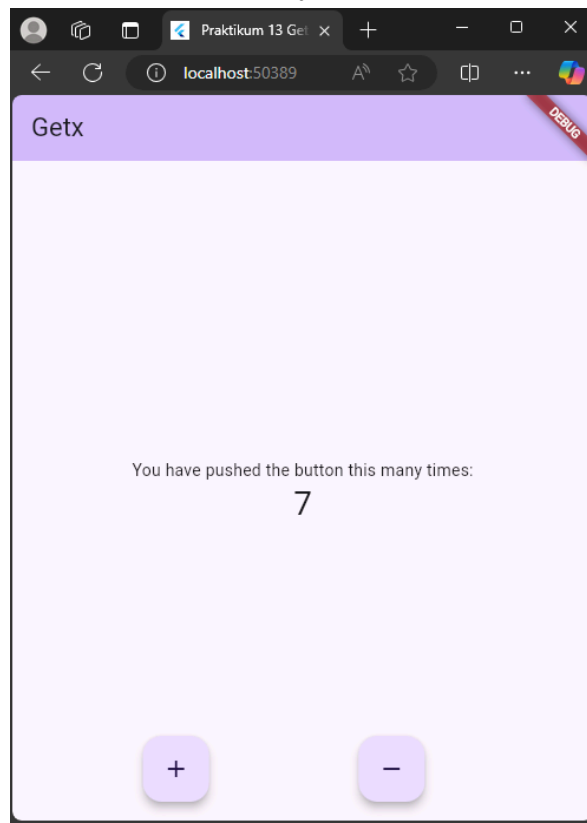 Praktikum 13 Get
localhost:50389
Getx
DEBUG
You have pushed the button this many times:
7
+
−